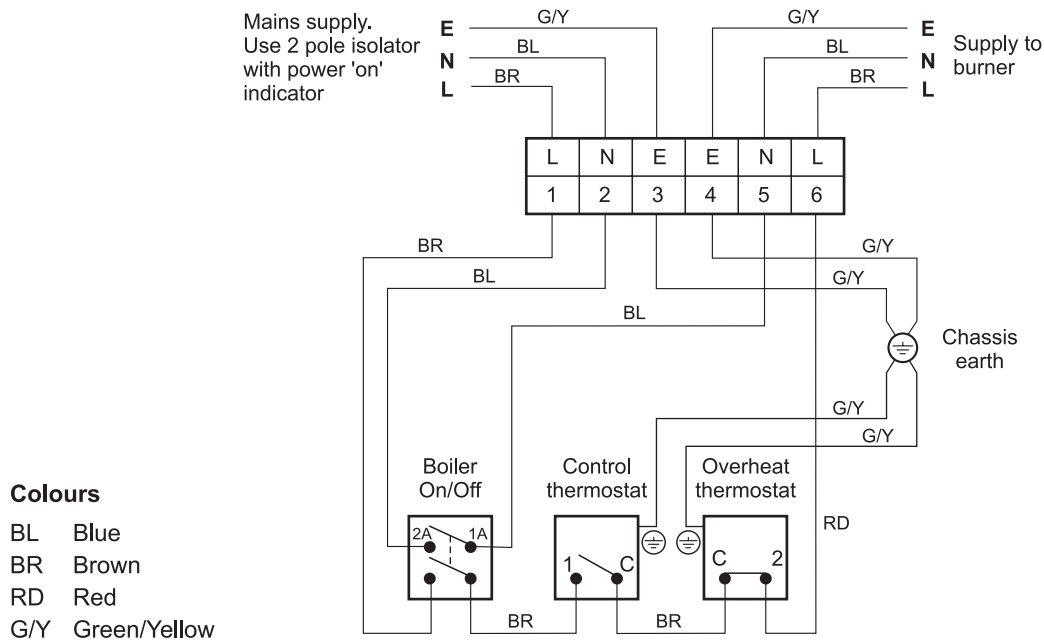 Mains supply.
Use 2 pole isolator
with power 'on'
indicator
E
N
L
G/Y
BL
BR
G/Y
BL
BR
E
N
L
Supply to
burner
L N E E N L
1 2 3 4 5 6
BR
BL
BL
G/Y
G/Y
Chassis
earth
G/Y
G/Y
Boiler
On/Off
Control
thermostat
Overheat
thermostat
2A 1A
1 C
C 2
RD
BR
BR
Colours
BL Blue
BR Brown
RD Red
G/Y Green/Yellow